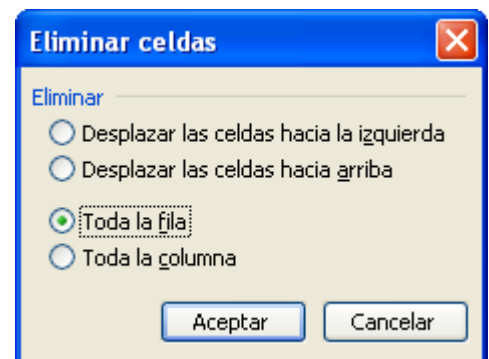 Eliminar celdas
Eliminar
Desplazar las celdas hacia la izquierda
Desplazar las celdas hacia arriba
Toda la fila
Toda la columna
Aceptar Cancelar